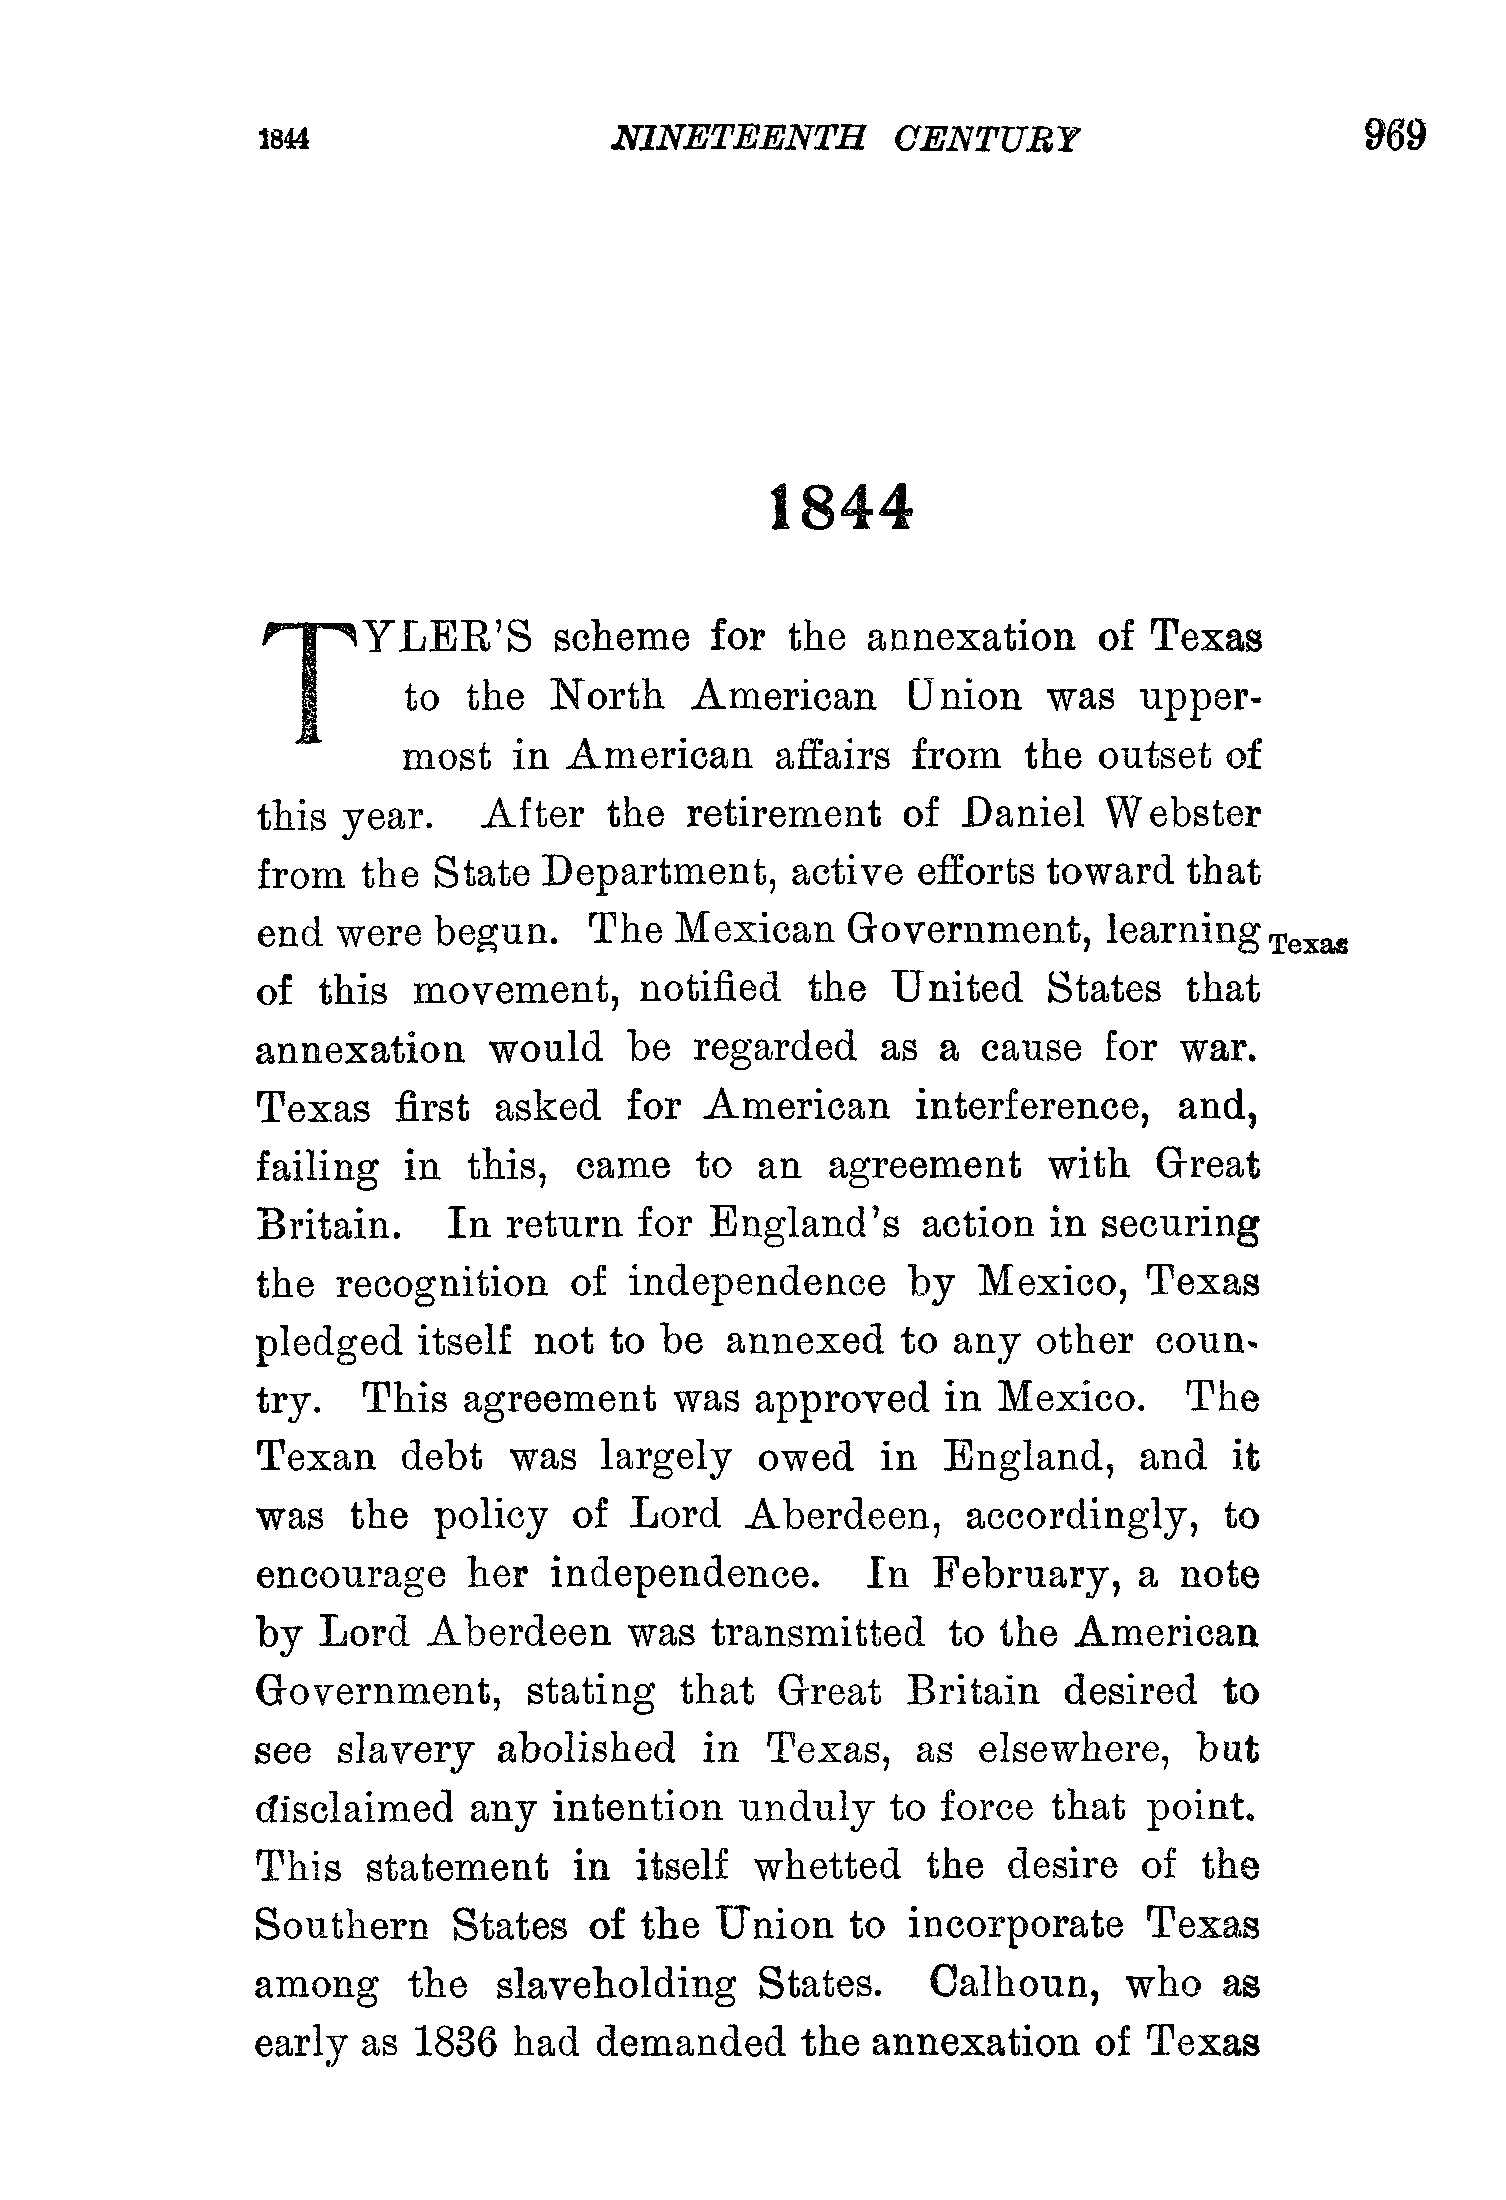 1844 NINETEENTH CENTURY 969
1844
TYLER'S scheme for the annexation of Texas
to the North American Union was upper-
most in American affairs from the outset of
this year. After the retirement of Daniel Webster
from the State Department, active efforts toward that
end were begun. The Mexican Government, learning Texas
of this movement, notified the United States that
annexation would be regarded as a cause for war.
Texas first asked for American interference, and,
failing in this, came to an agreement with Great
Britain. In return for England's action in securing
the recognition of independence by Mexico, Texas
pledged itself not to be annexed to any other coun-
try. This agreement was approved in Mexico. The
Texan debt was largely owed in England, and it
was the policy of Lord Aberdeen, accordingly, to
encourage her independence. In February, a note
by Lord Aberdeen was transmitted to the American
Government, stating that Great Britain desired to
see slavery abolished in Texas, as elsewhere, but
disclaimed any intention unduly to force that point.
This statement in itself whetted the desire of the
Southern States of the Union to incorporate Texas
among the slaveholding States. Calhoun, who as
early as 1836 had demanded the annexation of Texas